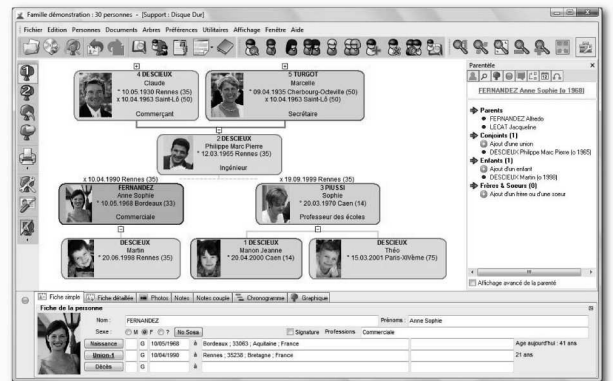 Famille démonstration : 30 personnes - [Support : Disque Dur]
Fichier Edition Personnes Documents Arbres Préférences Utilitaires Affichage Fenêtre Aide
4 DESCIEUX
Claude
° 10.05.1930 Rennes (35)
x 10.04.1963 Saint-Lô (50)
Commerçant
5 TURGOT
Marcelle
° 09.04.1935 Cherbourg-Octeville (50)
x 10.04.1963 Saint-Lô (50)
Secrétaire
2 DESCIEUX
Philippe Marc Pierre
° 12.03.1965 Rennes (35)
Ingénieur
x 10.04.1990 Rennes (35)
x 19.09.1999 Rennes (35)
FERNANDEZ
Anne Sophie
° 10.05.1968 Bordeaux (33)
Commerciale
3 PIUSSI
Sophie
° 20.03.1970 Caen (14)
Professeur des écoles
DESCIEUX
Martin
° 20.06.1998 Rennes (35)
1 DESCIEUX
Manon Jeanne
° 20.04.2000 Caen (14)
DESCIEUX
Théo
° 15.03.2001 Paris-XIVème (75)
Parentèle
FERNANDEZ Anne Sophie (o 1968)
Parents
FERNANDEZ Alfredo
LECAT Jacqueline
Conjoints (1)
Ajout d'une union
DESCIEUX Philippe Marc Pierre (o 1965)
Enfants (1)
Ajout d'un enfant
DESCIEUX Martin (o 1998)
Frères & Soeurs (0)
Ajout d'un frère ou d'une soeur
Affichage avancé de la parenté
Fiche simple Fiche détaillée Photos Notes Notes couple Chronogramme Graphique
Fiche de la personne
Nom : FERNANDEZ Prénoms : Anne Sophie
Sexe : M F ? No Sosa Signature Professions Commerciale
Naissance G 10/05/1968 à Bordeaux ; 33063 ; Aquitaine ; France Age aujourd'hui : 41 ans
Union-1 G 10/04/1990 à Rennes ; 35238 ; Bretagne ; France 21 ans
Décès G à